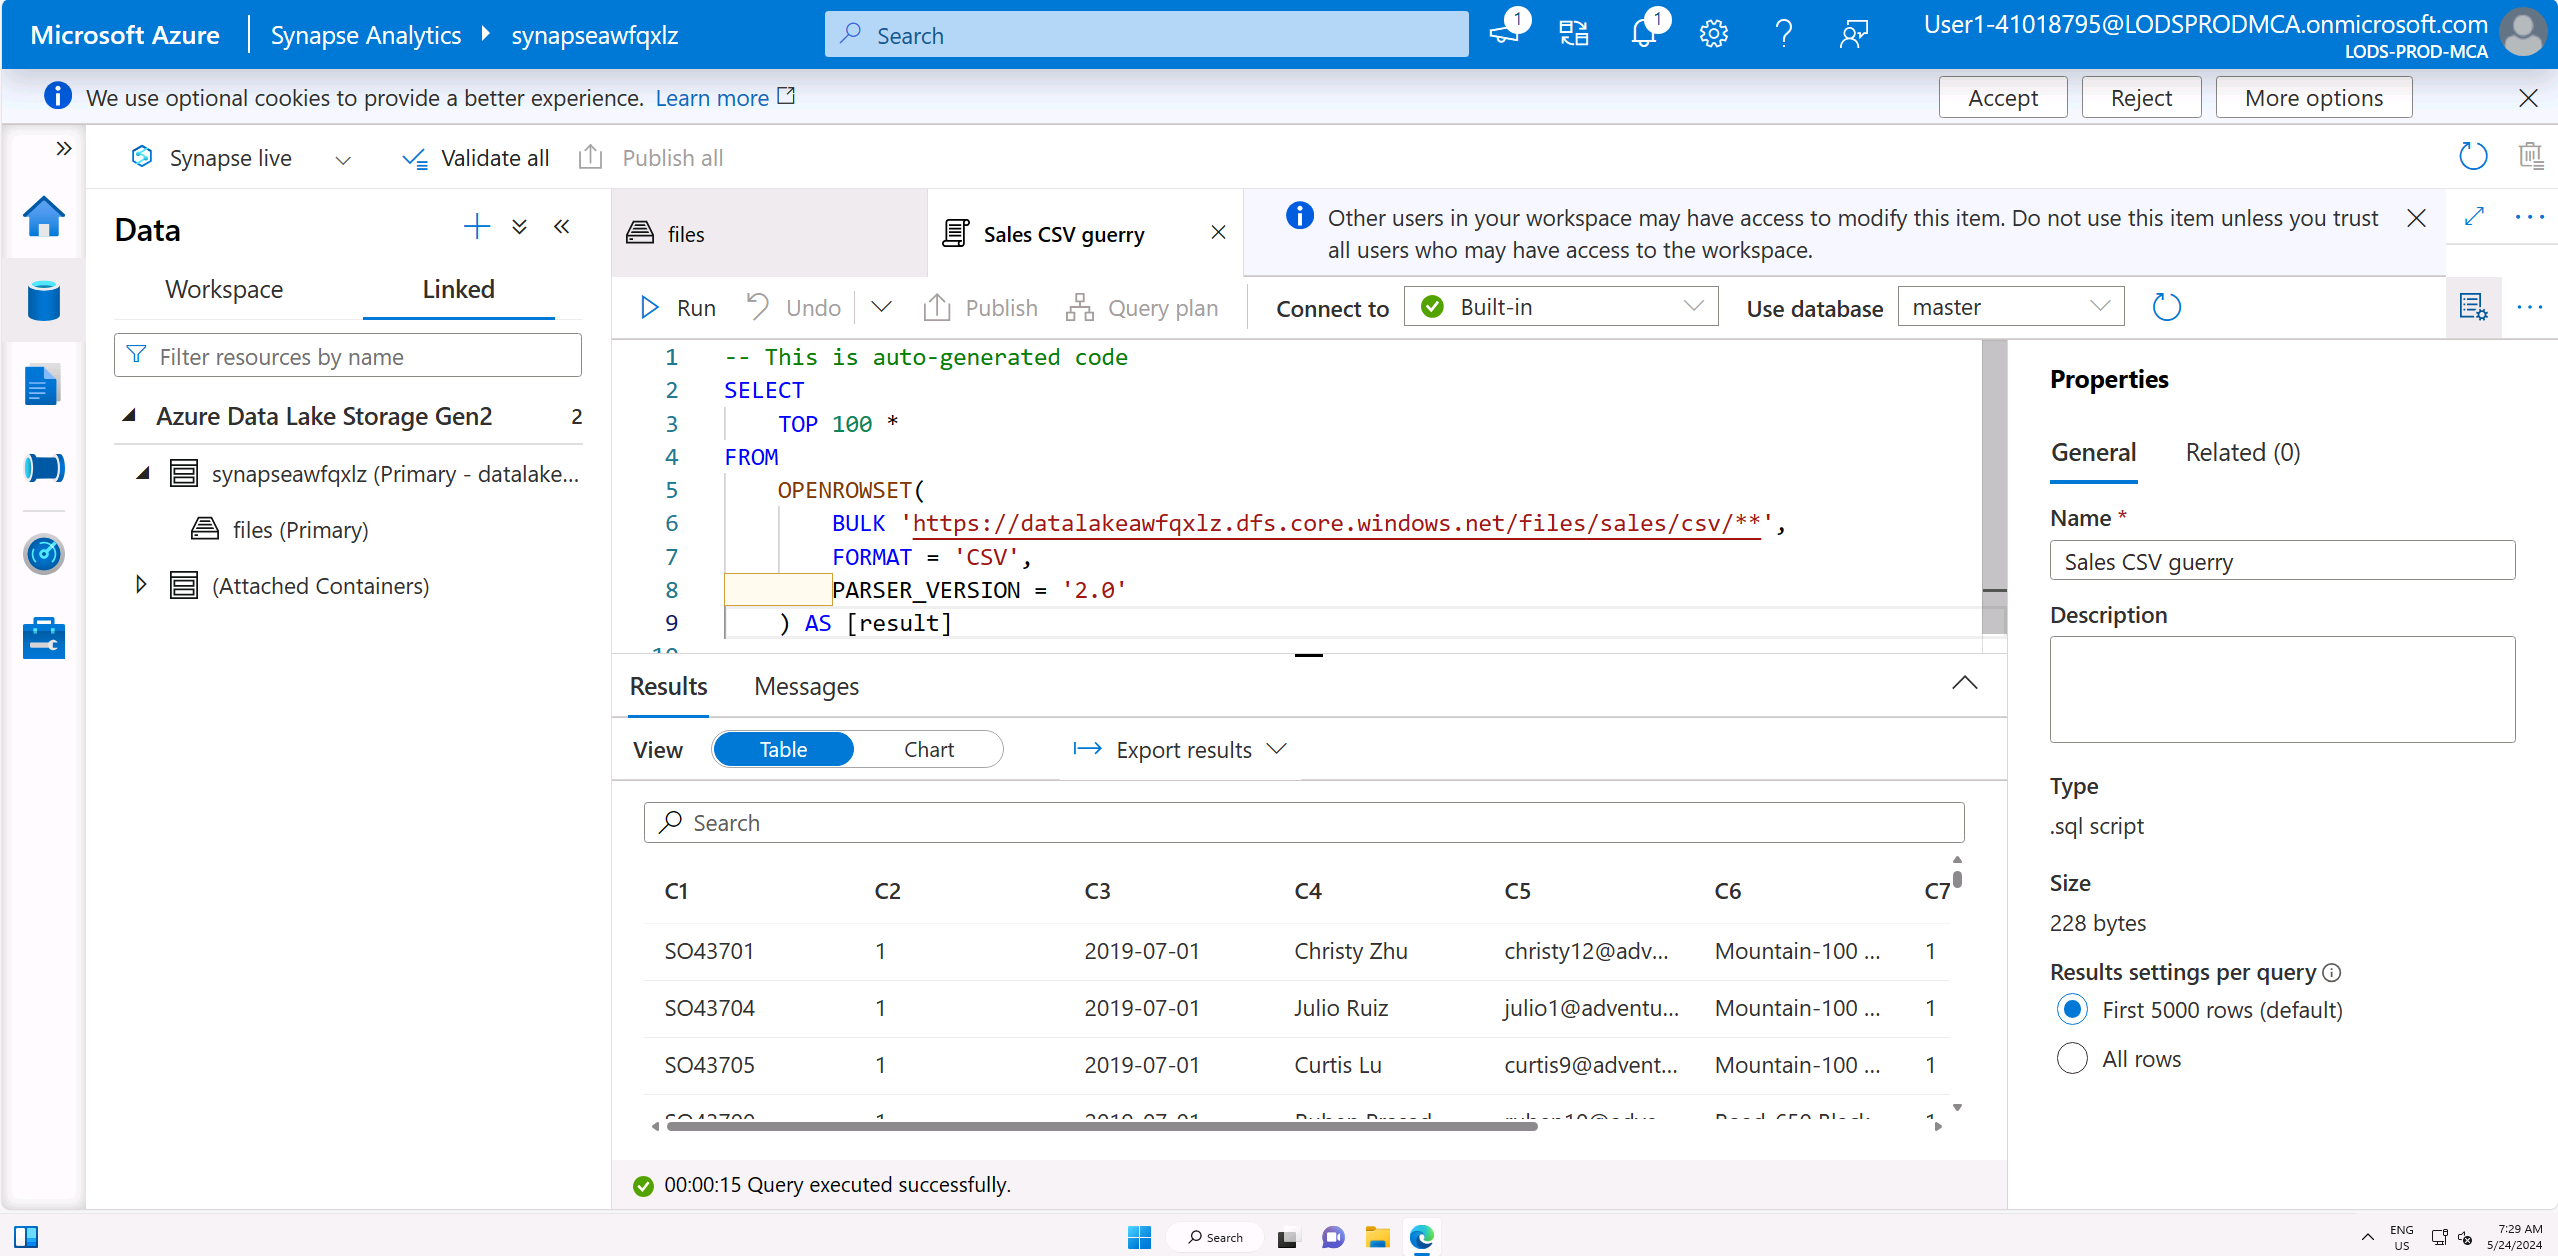 Microsoft Azure
Synapse Analytics
synapseawfqxlz
Search
1
1
User1-41018795@LODSPRODMCA.onmicrosoft.com
LODS-PROD-MCA
We use optional cookies to provide a better experience. Learn more
Accept
Reject
More options
Synapse live
Validate all
Publish all
Data
Workspace
Linked
Filter resources by name
Azure Data Lake Storage Gen2
2
synapseawfqxlz (Primary - datalake...
files (Primary)
(Attached Containers)
files
Sales CSV guerry
Other users in your workspace may have access to modify this item. Do not use this item unless you trust
all users who may have access to the workspace.
Run
Undo
Publish
Query plan
Connect to
Built-in
Use database
master
1 -- This is auto-generated code
2 SELECT
3 TOP 100 *
4 FROM
5 OPENROWSET(
6 BULK 'https://datalakeawfqxlz.dfs.core.windows.net/files/sales/csv/**',
7 FORMAT = 'CSV',
8 PARSER_VERSION = '2.0'
9 ) AS [result]
10
Results
Messages
View
Table
Chart
Export results
Search
C1 C2 C3 C4 C5 C6 C7
SO43701 1 2019-07-01 Christy Zhu christy12@adv... Mountain-100 ... 1
SO43704 1 2019-07-01 Julio Ruiz julio1@adventu... Mountain-100 ... 1
SO43705 1 2019-07-01 Curtis Lu curtis9@advent... Mountain-100 ... 1
1 2019-07-01
00:00:15 Query executed successfully.
Properties
General
Related (0)
Name *
Sales CSV guerry
Description
Type
.sql script
Size
228 bytes
Results settings per query
First 5000 rows (default)
All rows
Search
ENG
US
7:29 AM
5/24/2024